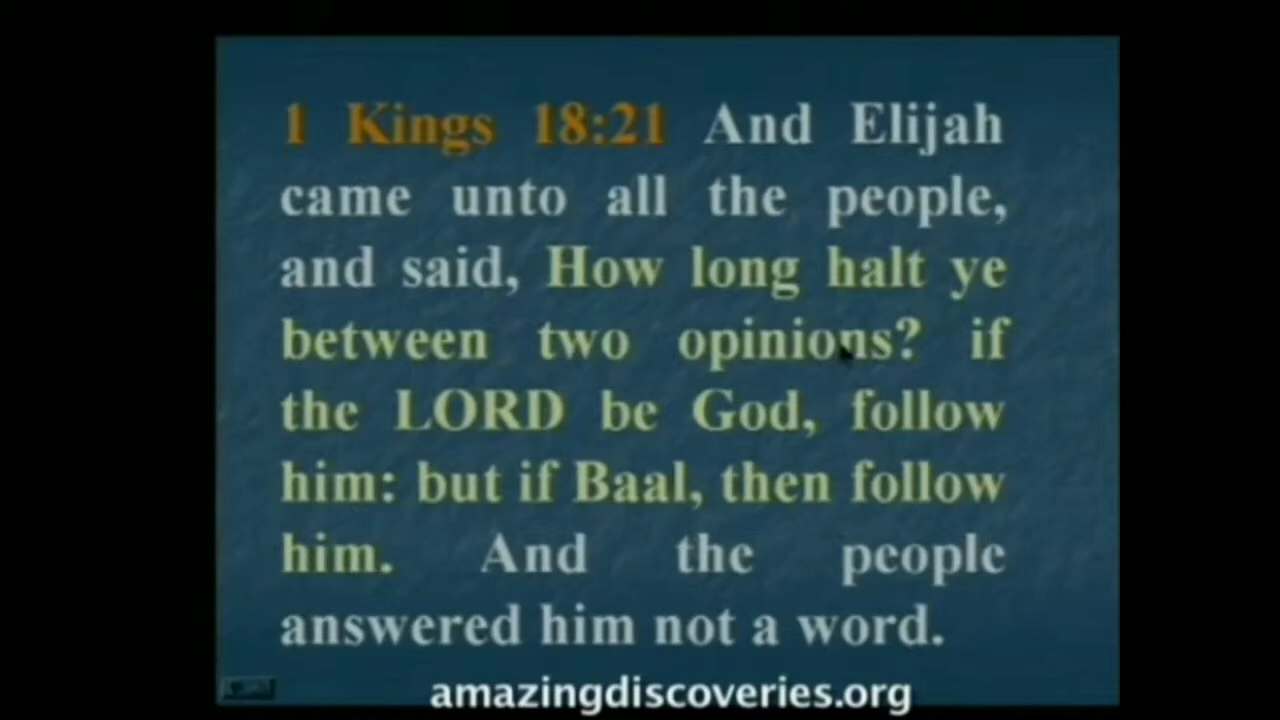 1 Kings 18:21 And Elijah
came unto all the people,
and said, How long halt ye
between two opinions? if
the LORD be God, follow
him: but if Baal, then follow
him. And the people
answered him not a word.
amazingdiscoveries.org